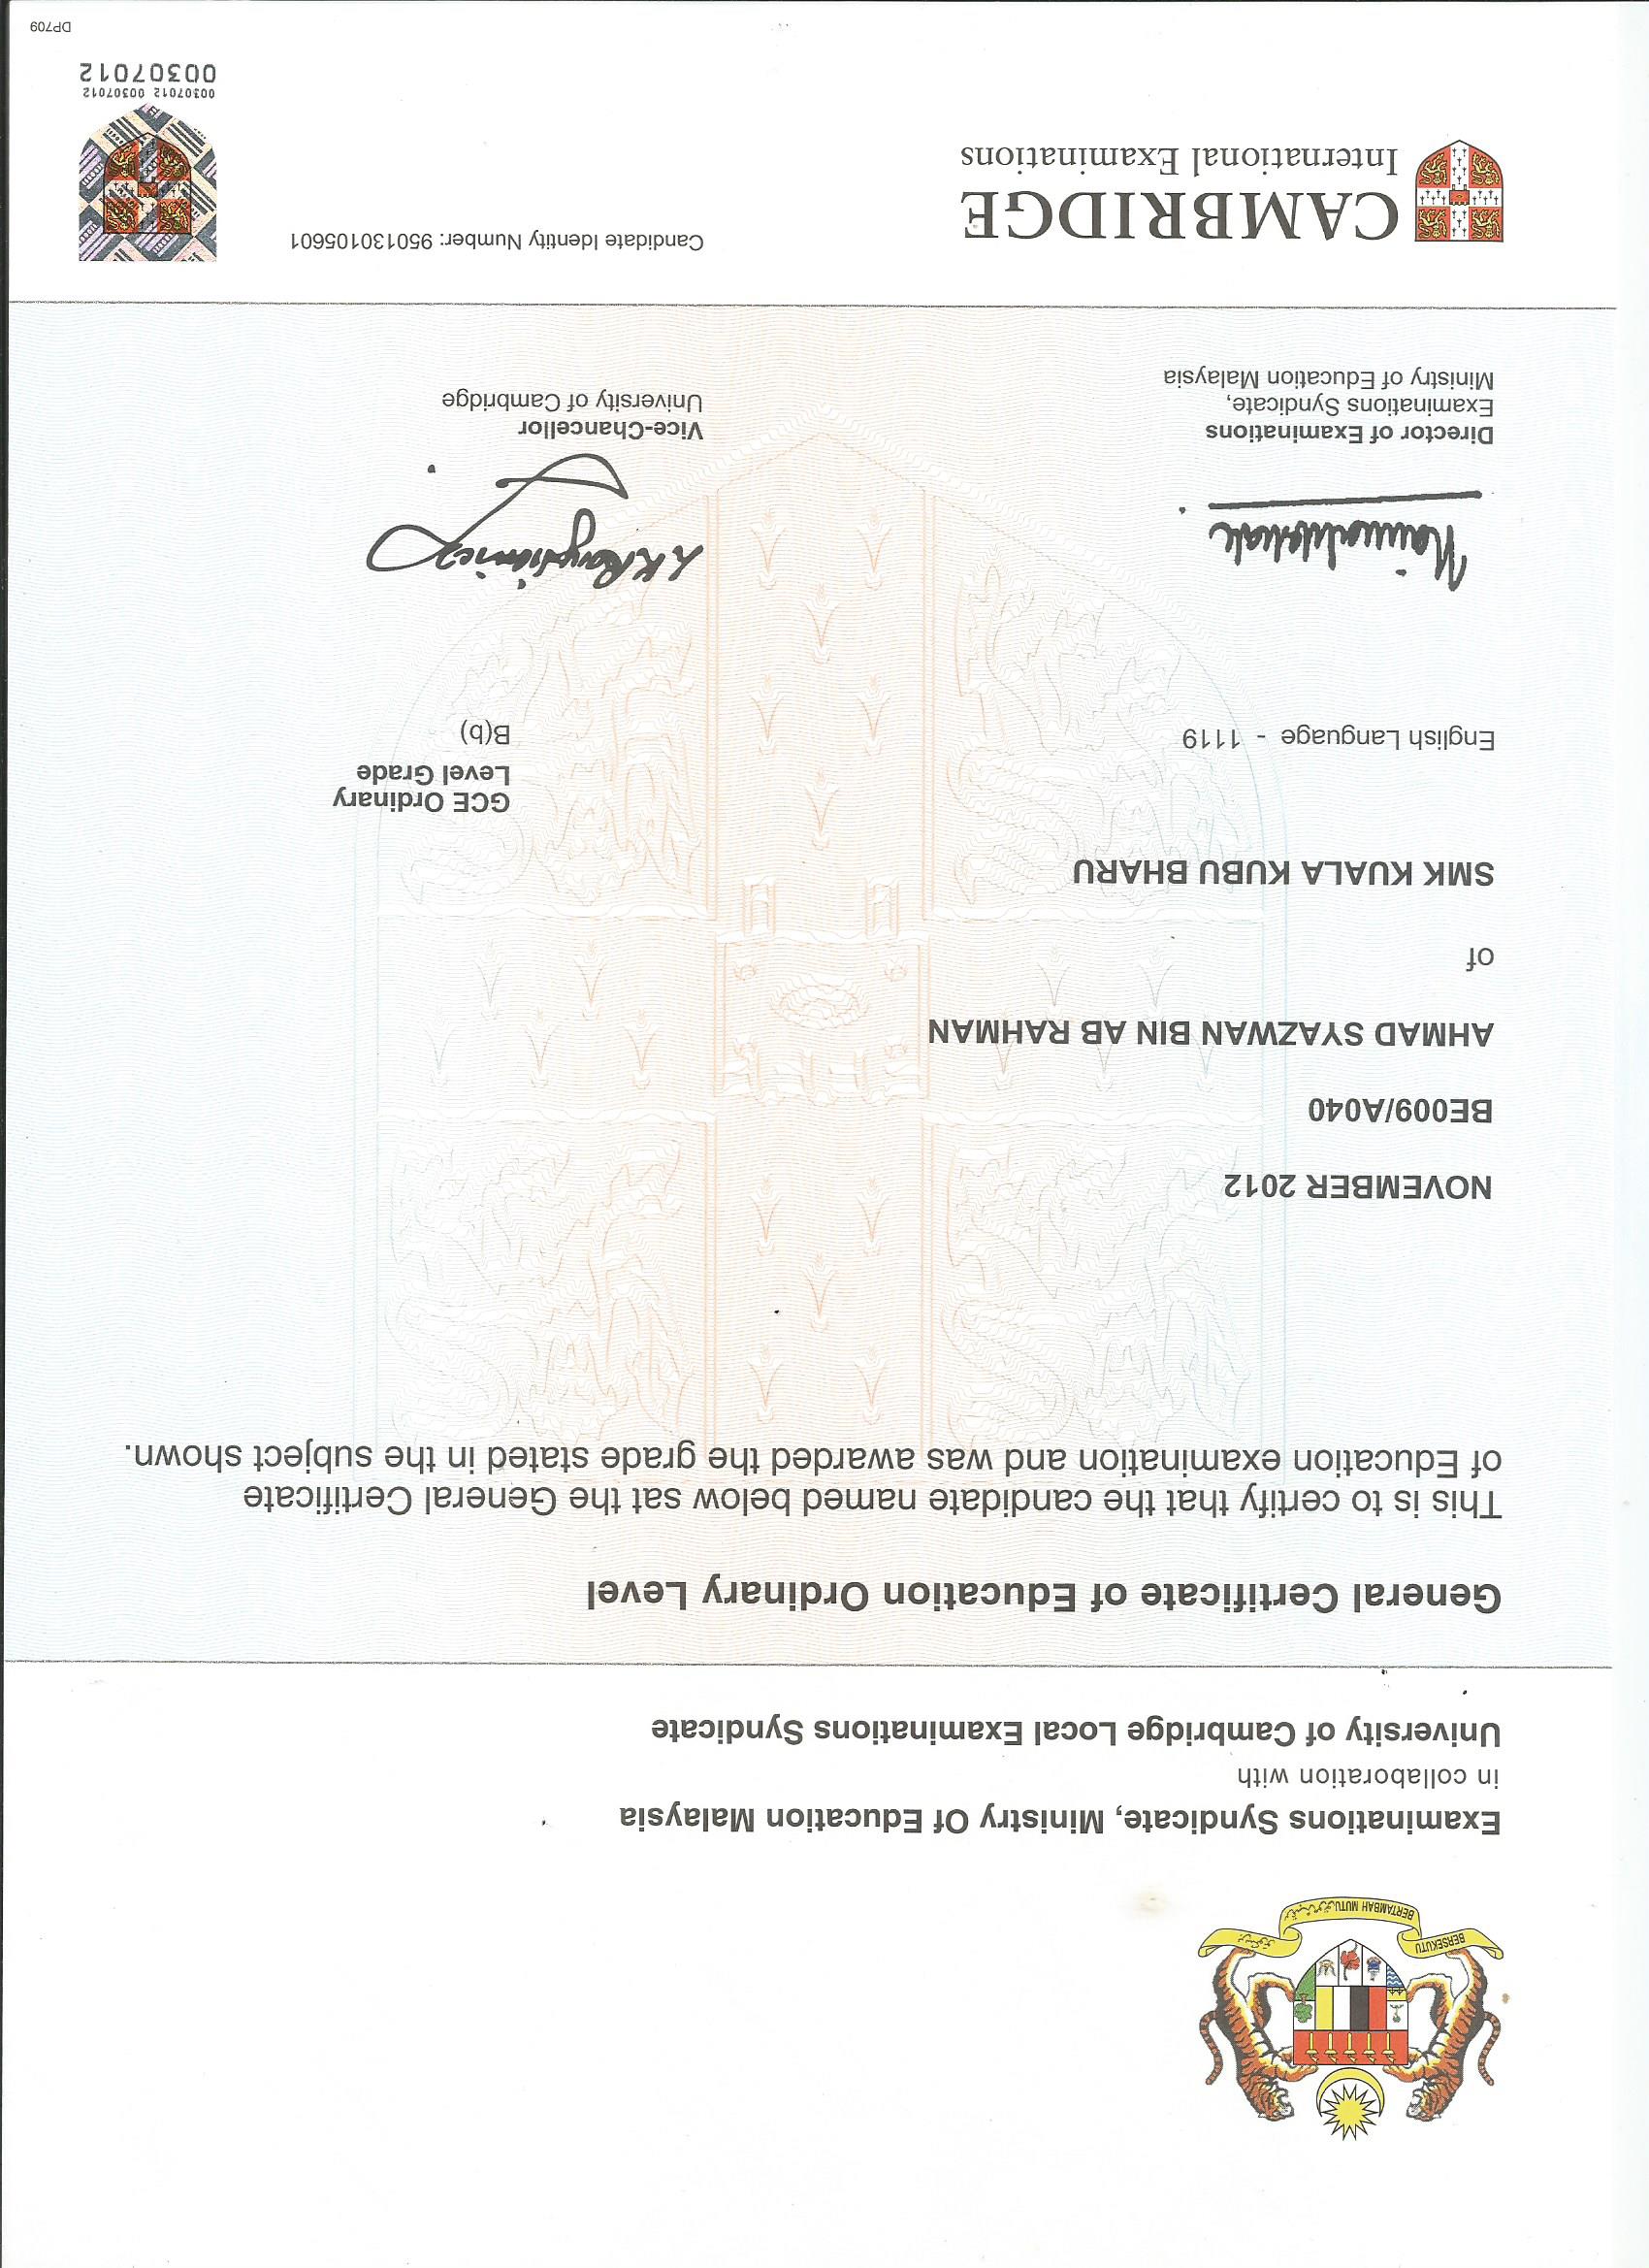 BERSEKUTU
BERTAMBAH MUTU
Examinations Syndicate, Ministry Of Education Malaysia
in collaboration with
University of Cambridge Local Examinations Syndicate
General Certificate of Education Ordinary Level
This is to certify that the candidate named below sat the General Certificate
of Education examination and was awarded the grade stated in the subject shown.
NOVEMBER 2012
BE009/A040
AHMAD SYAZWAN BIN AB RAHMAN
of
SMK KUALA KUBU BHARU
GCE Ordinary
Level Grade
English Language - 1119
B(b)
Director of Examinations
Examinations Syndicate,
Ministry of Education Malaysia
Vice-Chancellor
University of Cambridge
CAMBRIDGE
International Examinations
Candidate Identity Number: 950130105601
00307012 00307012
00307012
DP709